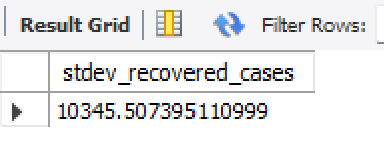 Result Grid Filter Rows:
stdev_recovered_cases
10345.507395110999